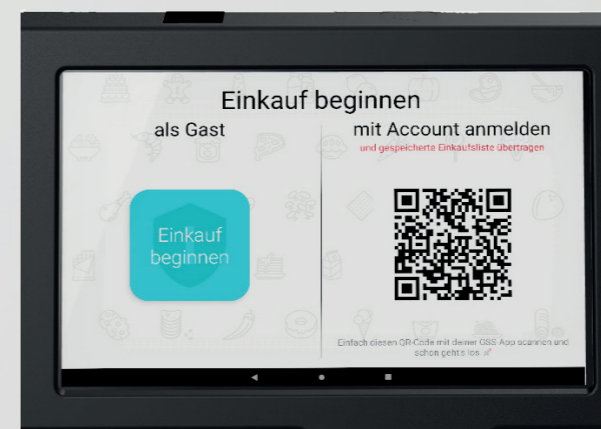 Einkauf beginnen
als Gast
mit Account anmelden
und gespeicherte Einkaufsliste übertragen
Einkauf
beginnen
Einfach diesen QR-Code mit deiner GSS App scannen und
schon geht's los